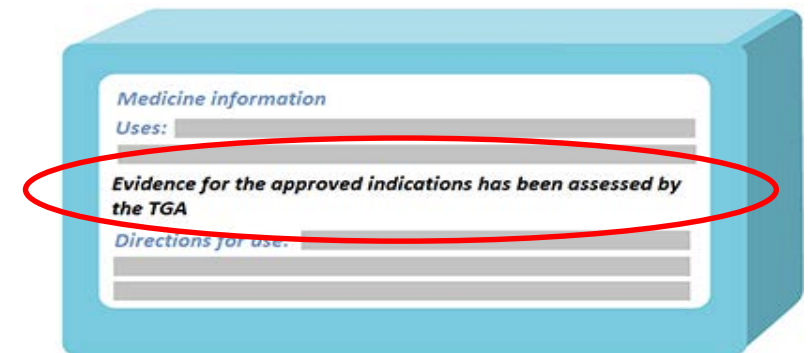 Medicine information
Uses:
Evidence for the approved indications has been assessed by
the TGA
Directions for use: